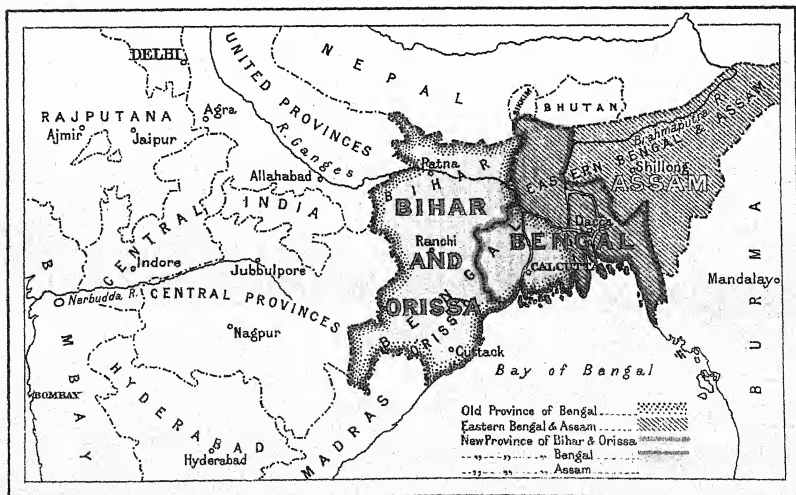 NEPAL
DELHI
UNITED PROVINCES
SIKKIM
BHUTAN
RAJPUTANA
Agra
Ajmir
Jaipur
R. Ganges
Brahmaputra R.
EASTERN BENGAL & ASSAM
Patna
Shillong
ASSAM
Allahabad
BIHAR
BIHAR
INDIA
CENTRAL
Dacca
Ranchi
BENGAL
AND
Indore
Jubbulpore
CALCUTTA
Mandalay
BURMA
ORISSA
BENGAL
ORISSA
Narbudda R.
CENTRAL PROVINCES
Nagpur
Cuttack
Bay of Bengal
BOMBAY
BOMBAY
HYDERABAD
Hyderabad
MADRAS
Old Province of Bengal
Eastern Bengal & Assam
New Province of Bihar & Orissa
-,,- -,,- -,,- Bengal
-,,- -,,- -,,- Assam